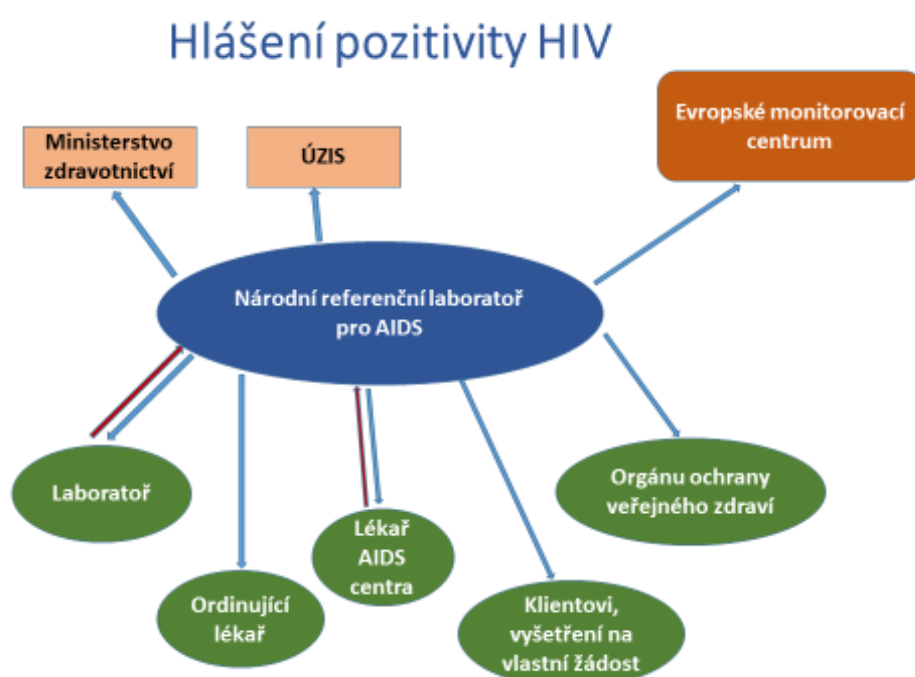 Hlášení pozitivity HIV
Evropské monitorovací
centrum
Ministerstvo
zdravotnictví
ÚZIS
Národní referenční laboratoř
pro AIDS
Laboratoř
Orgánu ochrany
veřejného zdraví
Lékař
AIDS
centra
Ordinující
lékař
Klientovi,
vyšetření na
vlastní žádost